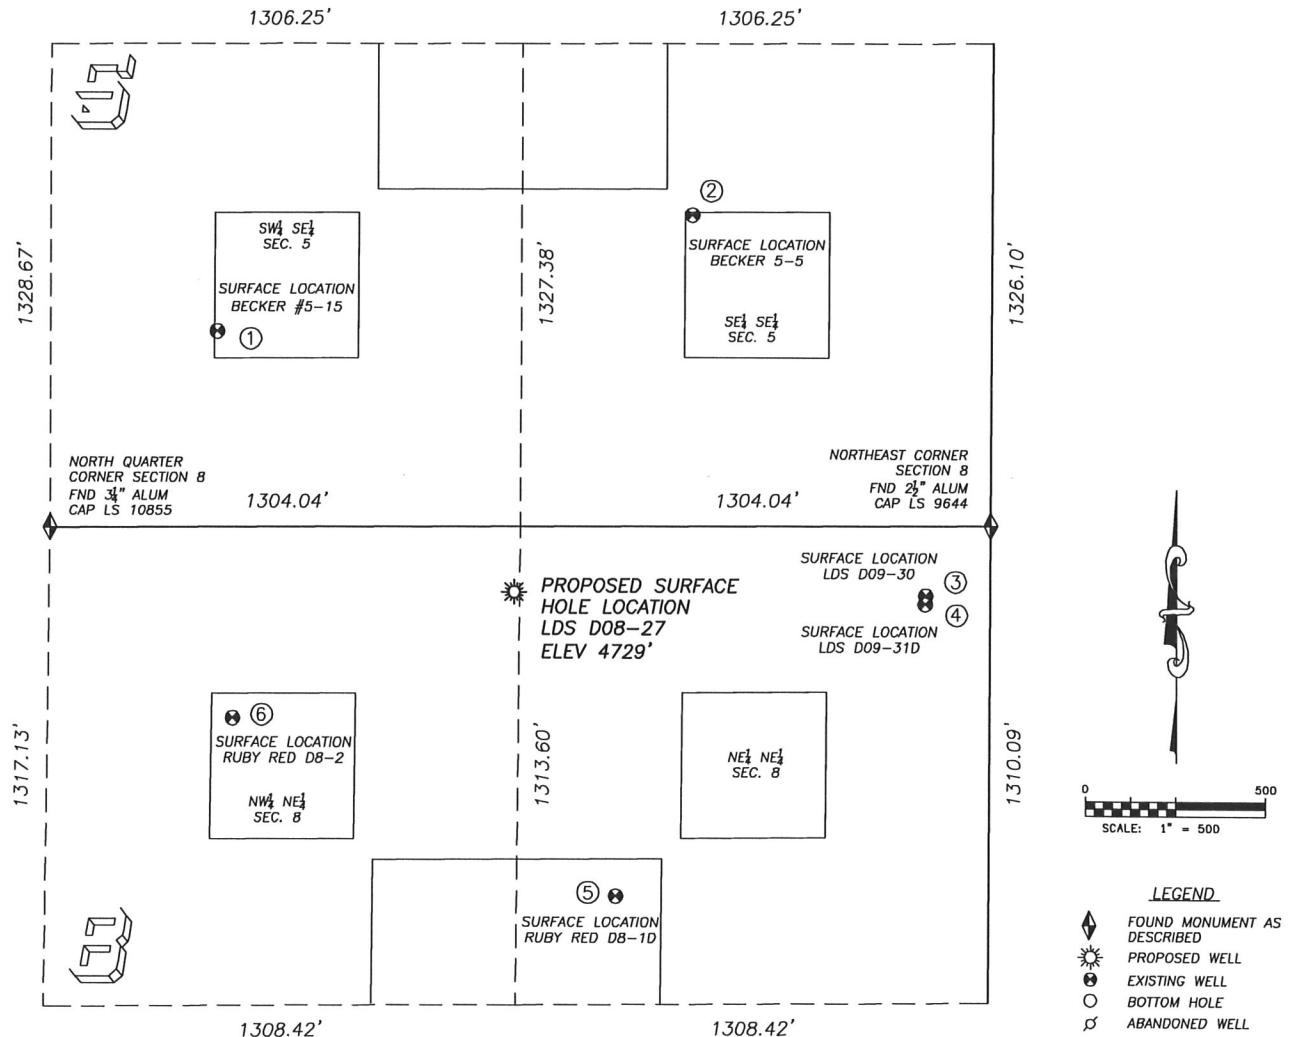 1306.25'
1306.25'
5
2
SW¼ SE¼
SEC. 5
SURFACE LOCATION
BECKER #5-15
1
SURFACE LOCATION
BECKER 5-5
SE¼ SE¼
SEC. 5
1328.67'
1327.38'
1326.10'
NORTH QUARTER
CORNER SECTION 8
FND 3¼" ALUM
CAP LS 10855
1304.04'
1304.04'
NORTHEAST CORNER
SECTION 8
FND 2½" ALUM
CAP LS 9644
SURFACE LOCATION
LDS D09-30
3
4
SURFACE LOCATION
LDS D09-31D
PROPOSED SURFACE
HOLE LOCATION
LDS D08-27
ELEV 4729'
6
SURFACE LOCATION
RUBY RED D8-2
NW¼ NE¼
SEC. 8
NE¼ NE¼
SEC. 8
1317.13'
1313.60'
1310.09'
5
SURFACE LOCATION
RUBY RED D8-1D
8
1308.42'
1308.42'
0 500
SCALE: 1" = 500
LEGEND
FOUND MONUMENT AS
DESCRIBED
PROPOSED WELL
EXISTING WELL
BOTTOM HOLE
ABANDONED WELL